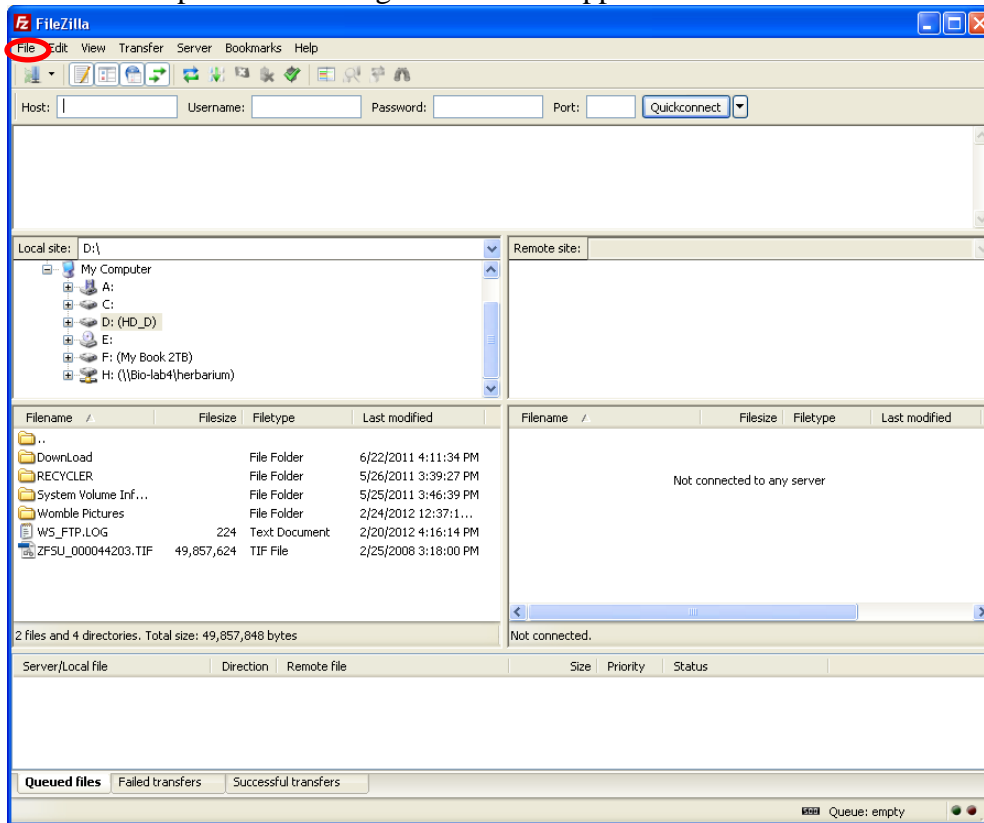 FileZilla
File Edit View Transfer Server Bookmarks Help
Host: Username: Password: Port: Quickconnect
Local site: D:\
Remote site:
My Computer
A:
C:
D: (HD_D)
E:
F: (My Book 2TB)
H: (\\Bio-lab4\herbarium)
Filename Filesize Filetype Last modified
..
DownLoad File Folder 6/22/2011 4:11:34 PM
RECYCLER File Folder 5/26/2011 3:39:27 PM
System Volume Inf... File Folder 5/25/2011 3:46:39 PM
Womble Pictures File Folder 2/24/2012 12:37:1...
WS_FTP.LOG 224 Text Document 2/20/2012 4:16:14 PM
ZFSU_000044203.TIF 49,857,624 TIF File 2/25/2008 3:18:00 PM
2 files and 4 directories. Total size: 49,857,848 bytes
Filename Filesize Filetype Last modified
Not connected to any server
Not connected.
Server/Local file Direction Remote file Size Priority Status
Queued files Failed transfers Successful transfers
Queue: empty